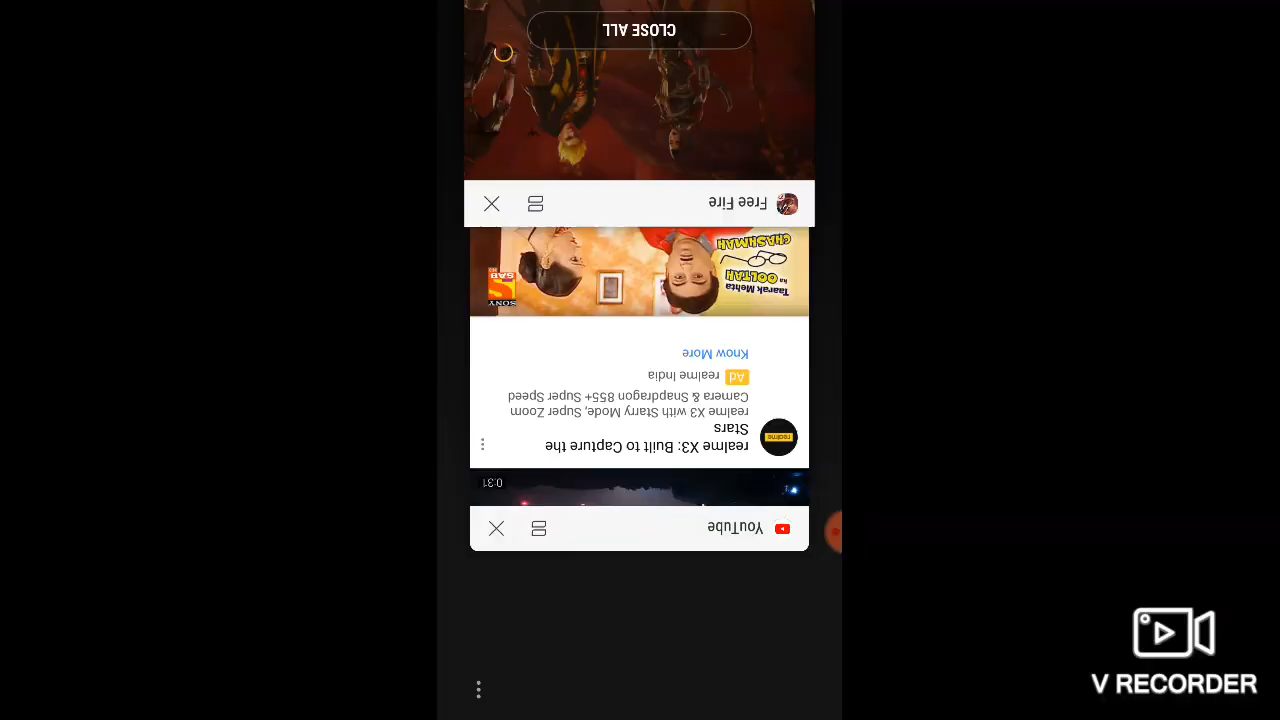 YouTube
0:31
realme X3: Built to Capture the
Stars
realme X3 with Starry Mode, Super Zoom
Camera & Snapdragon 855+ Super Speed
Ad realme India
Know More
realme
Taarak Mehta
ka OOLTAH
CHASHMAH
SONY
SAB
HD
Free Fire
CLOSE ALL
V RECORDER